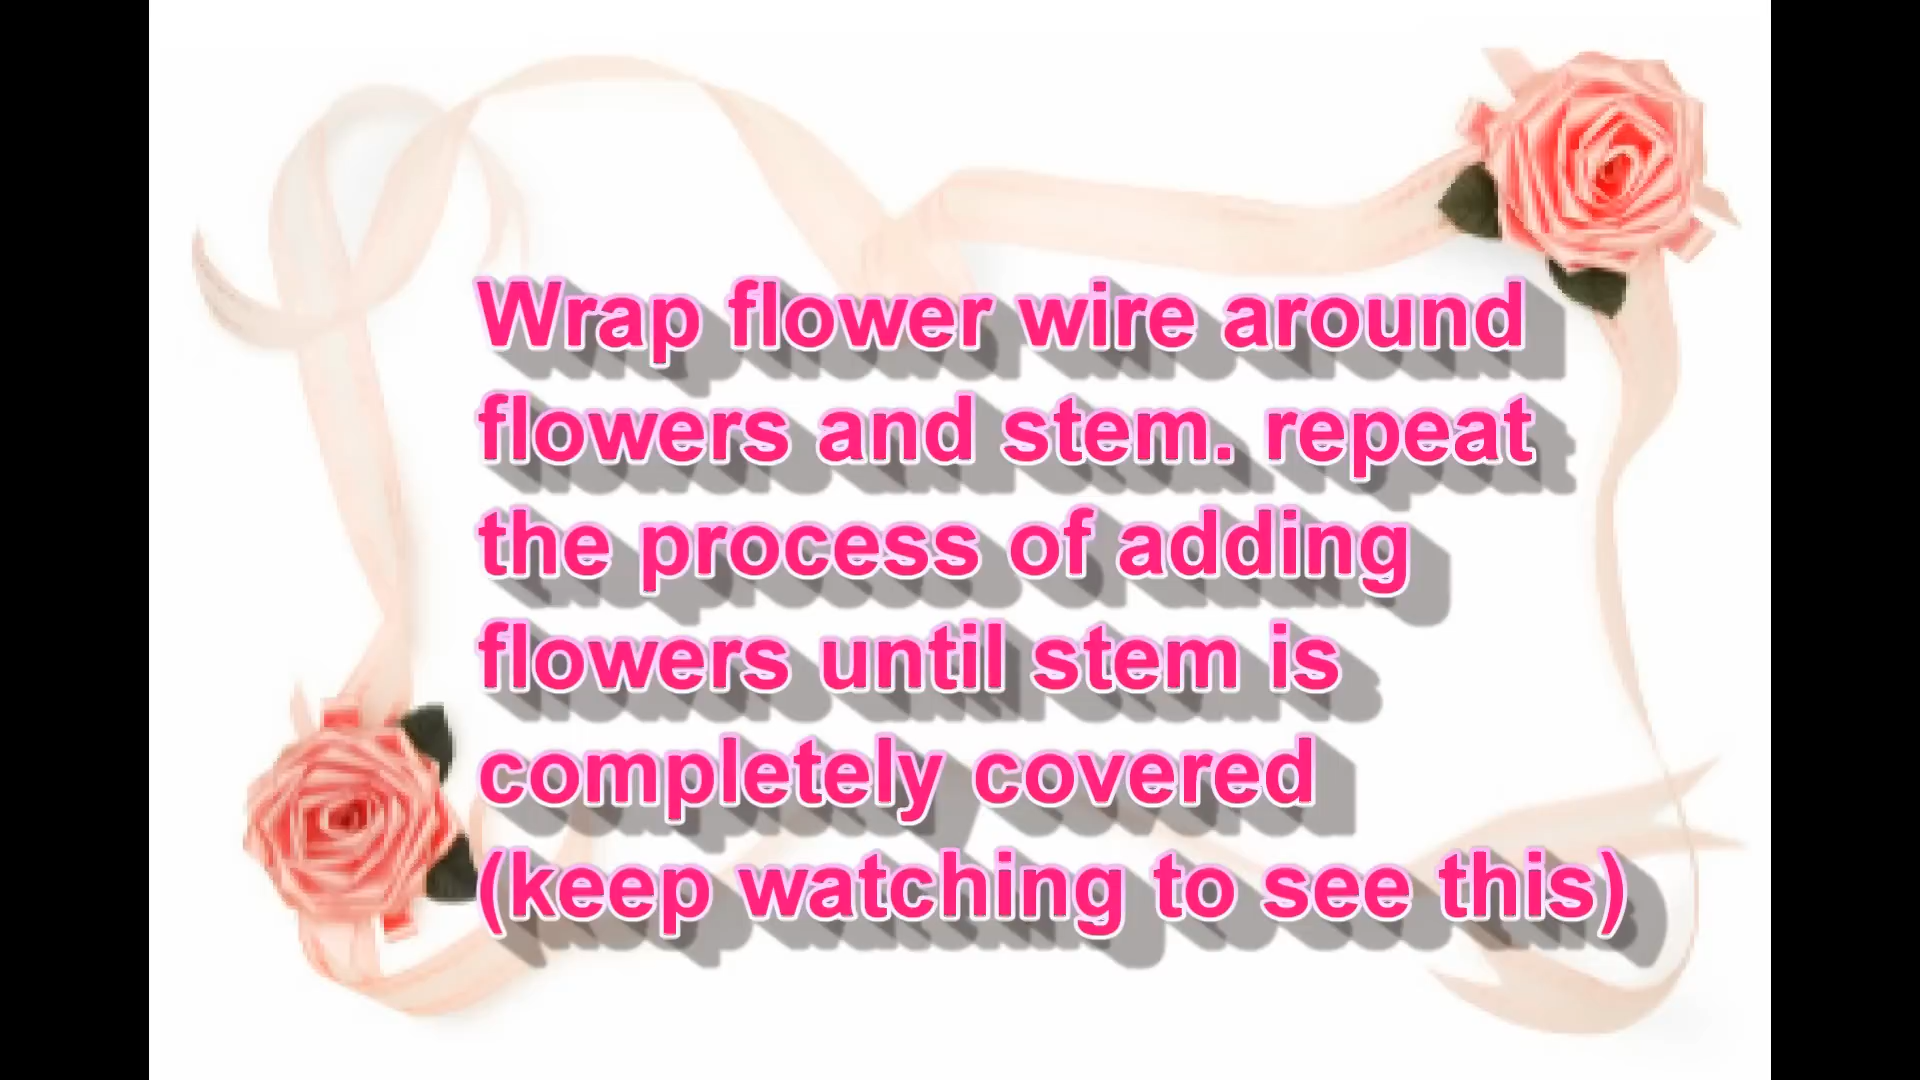 Wrap flower wire around
flowers and stem. repeat
the process of adding
flowers until stem is
completely covered
(keep watching to see this)